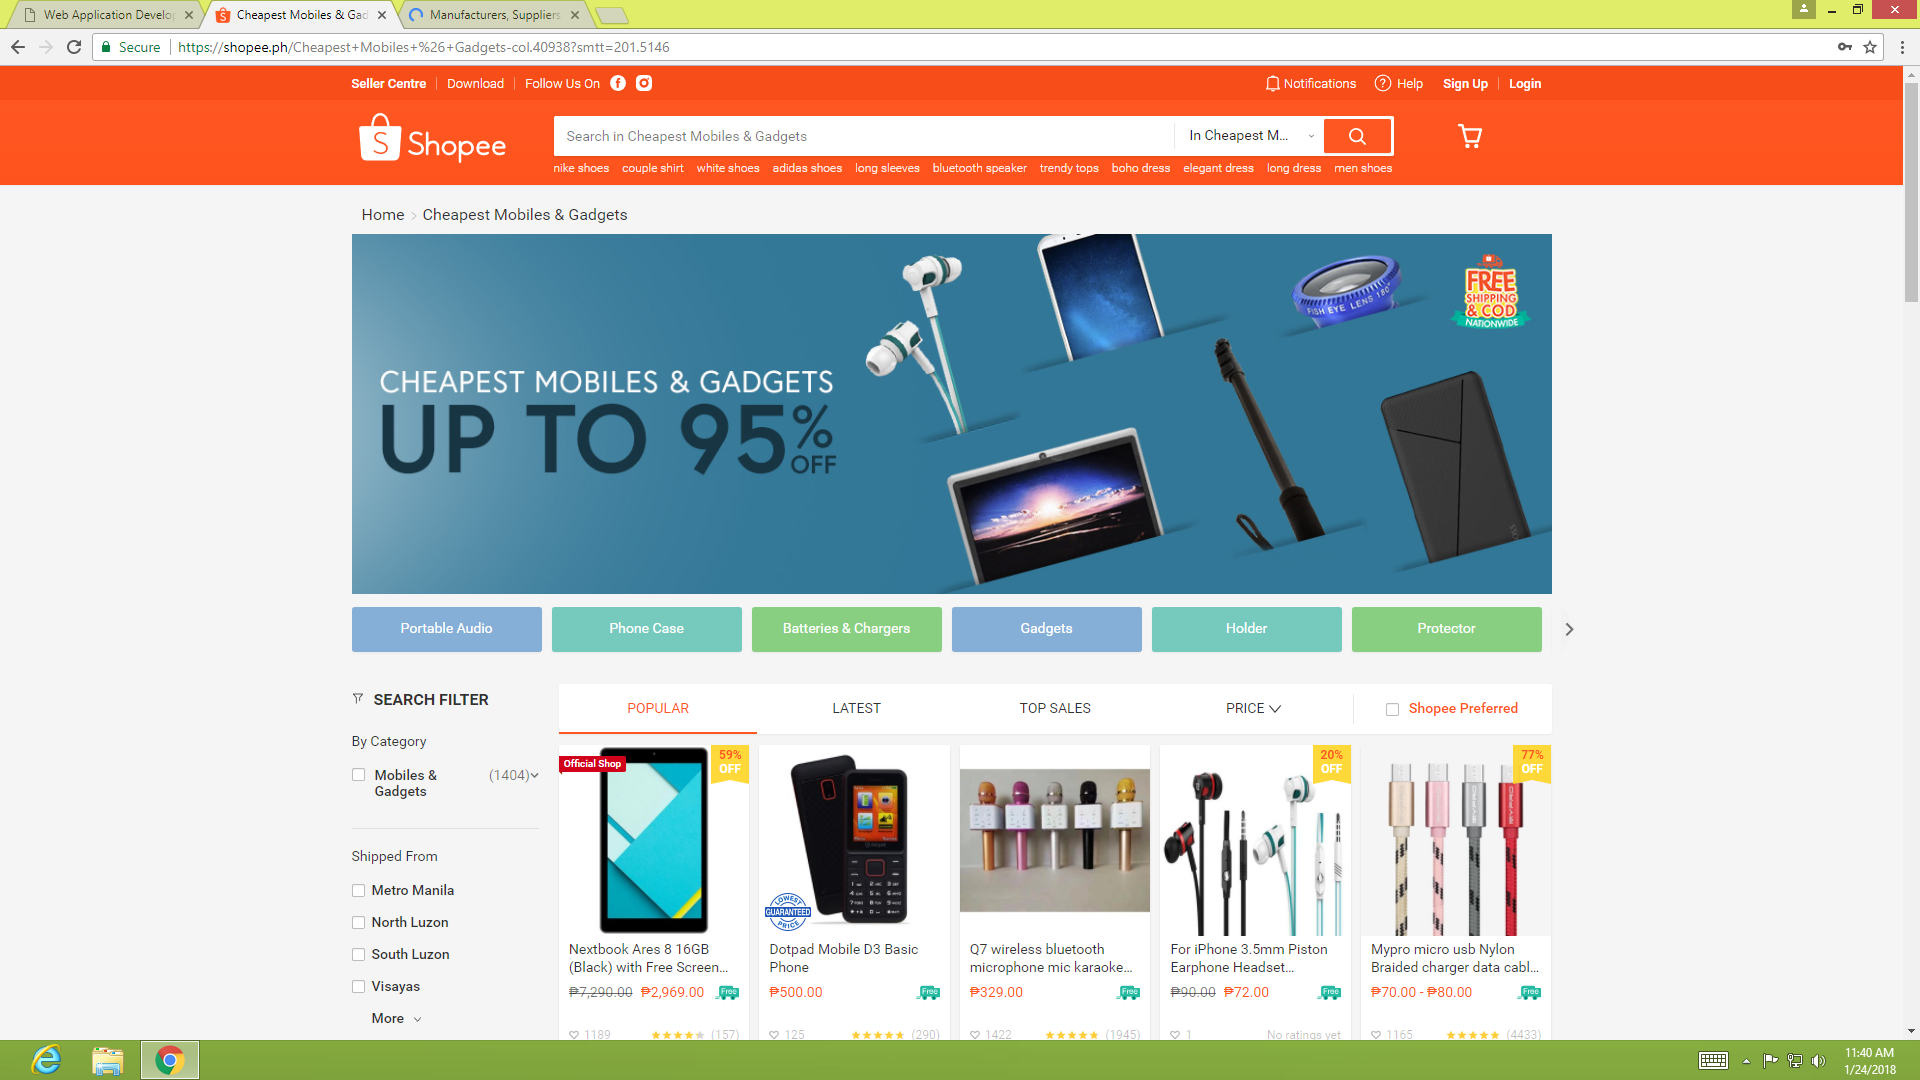 Web Application Develop
Cheapest Mobiles & Gad
Manufacturers, Suppliers
Secure
https://shopee.ph/Cheapest+Mobiles+%26+Gadgets-col.40938?smtt=201.5146
Seller Centre
Download
Follow Us On
Notifications
Help
Sign Up
Login
Shopee
Search in Cheapest Mobiles & Gadgets
In Cheapest M...
nike shoes couple shirt white shoes adidas shoes long sleeves bluetooth speaker trendy tops boho dress elegant dress long dress men shoes
Home > Cheapest Mobiles & Gadgets
CHEAPEST MOBILES & GADGETS
UP TO 95%
OFF
FISH EYE LENS 180°
FREE
SHIPPING
& COD
NATIONWIDE
Portable Audio
Phone Case
Batteries & Chargers
Gadgets
Holder
Protector
SEARCH FILTER
By Category
Mobiles &
Gadgets
(1404)
Shipped From
Metro Manila
North Luzon
South Luzon
Visayas
More
POPULAR
LATEST
TOP SALES
PRICE
Shopee Preferred
Official Shop
59%
OFF
Nextbook Ares 8 16GB
(Black) with Free Screen...
₱7,290.00 ₱2,969.00
Free
1189
(157)
LOWEST
GUARANTEED
PRICE
Dotpad Mobile D3 Basic
Phone
₱500.00
Free
125
(290)
Q7 wireless bluetooth
microphone mic karaoke...
₱329.00
Free
1422
(1945)
20%
OFF
For iPhone 3.5mm Piston
Earphone Headset...
₱90.00 ₱72.00
Free
1
No ratings yet
77%
OFF
Mypro micro usb Nylon
Braided charger data cabl...
₱70.00 - ₱80.00
Free
1165
(4433)
11:40 AM
1/24/2018